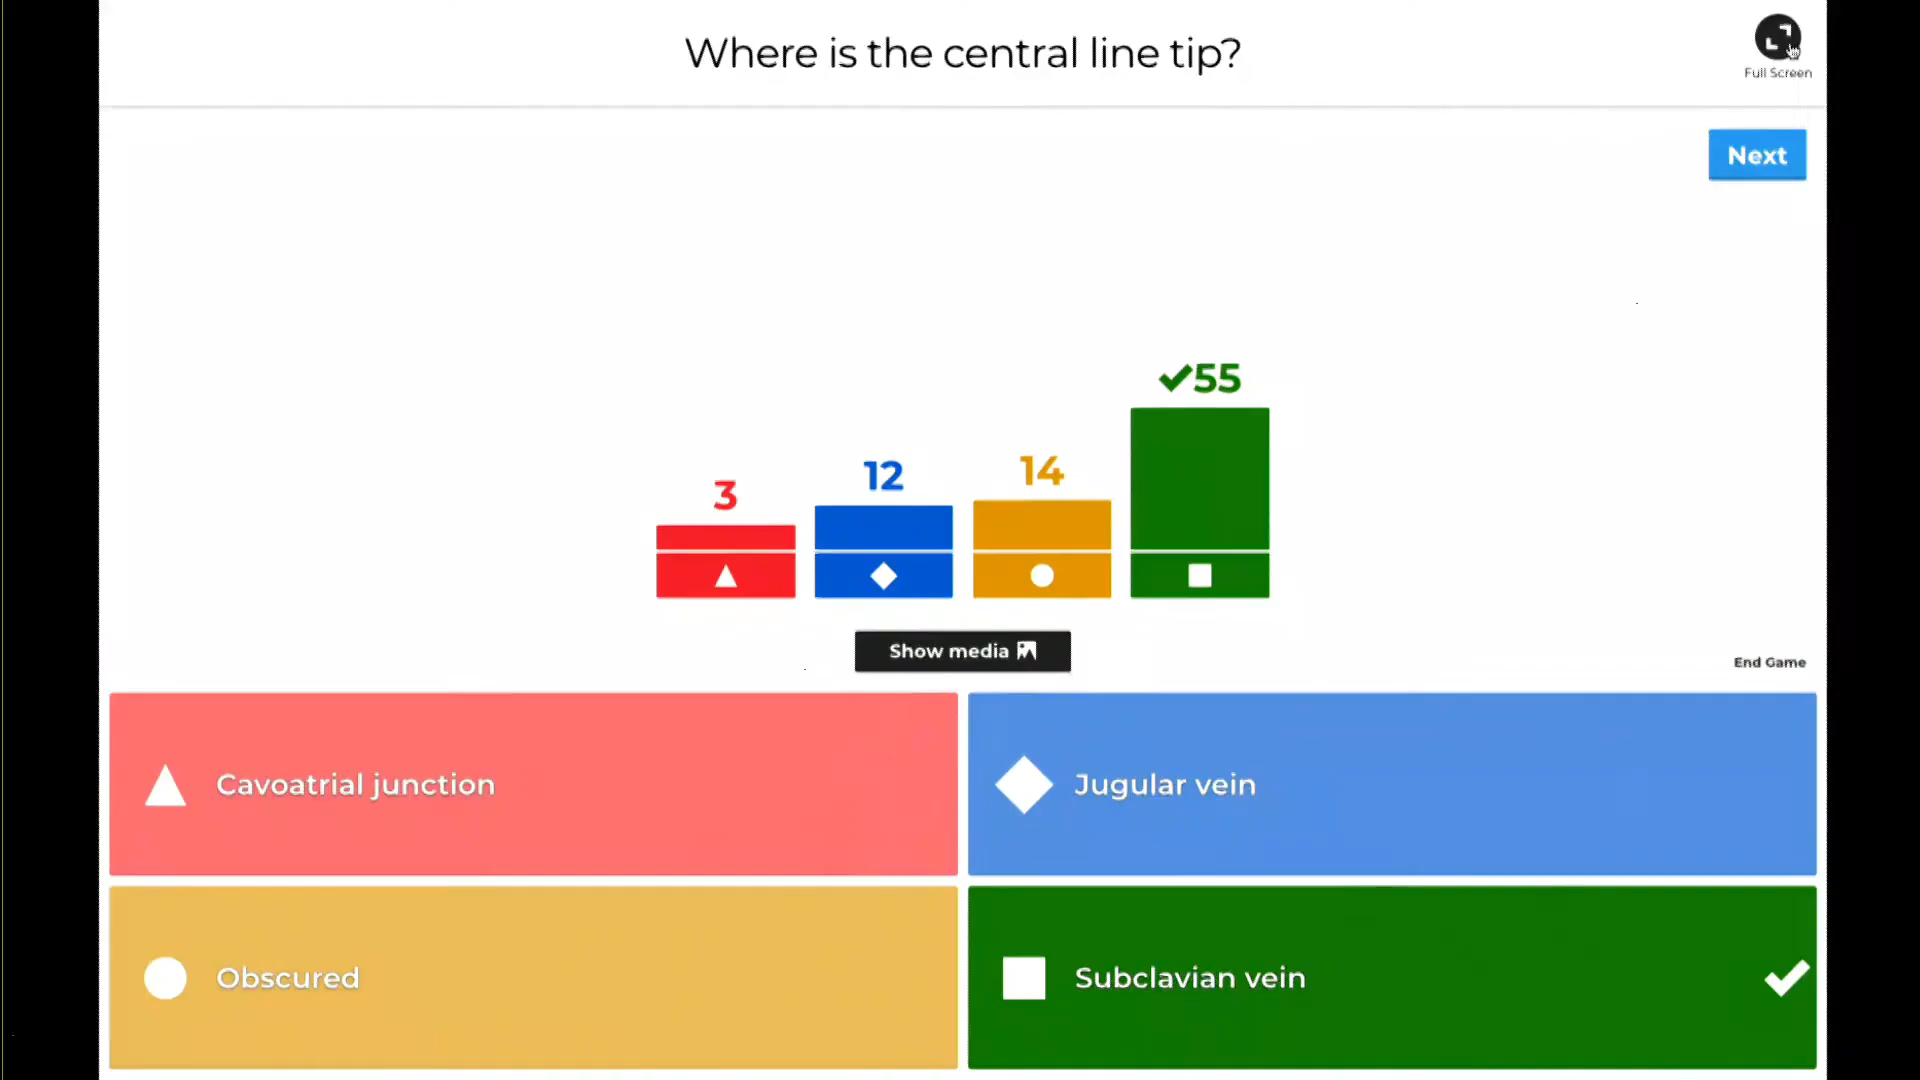 Where is the central line tip?
Full Screen
Next
55
14
12
3
Show media
End Game
Cavoatrial junction
Jugular vein
Obscured
Subclavian vein